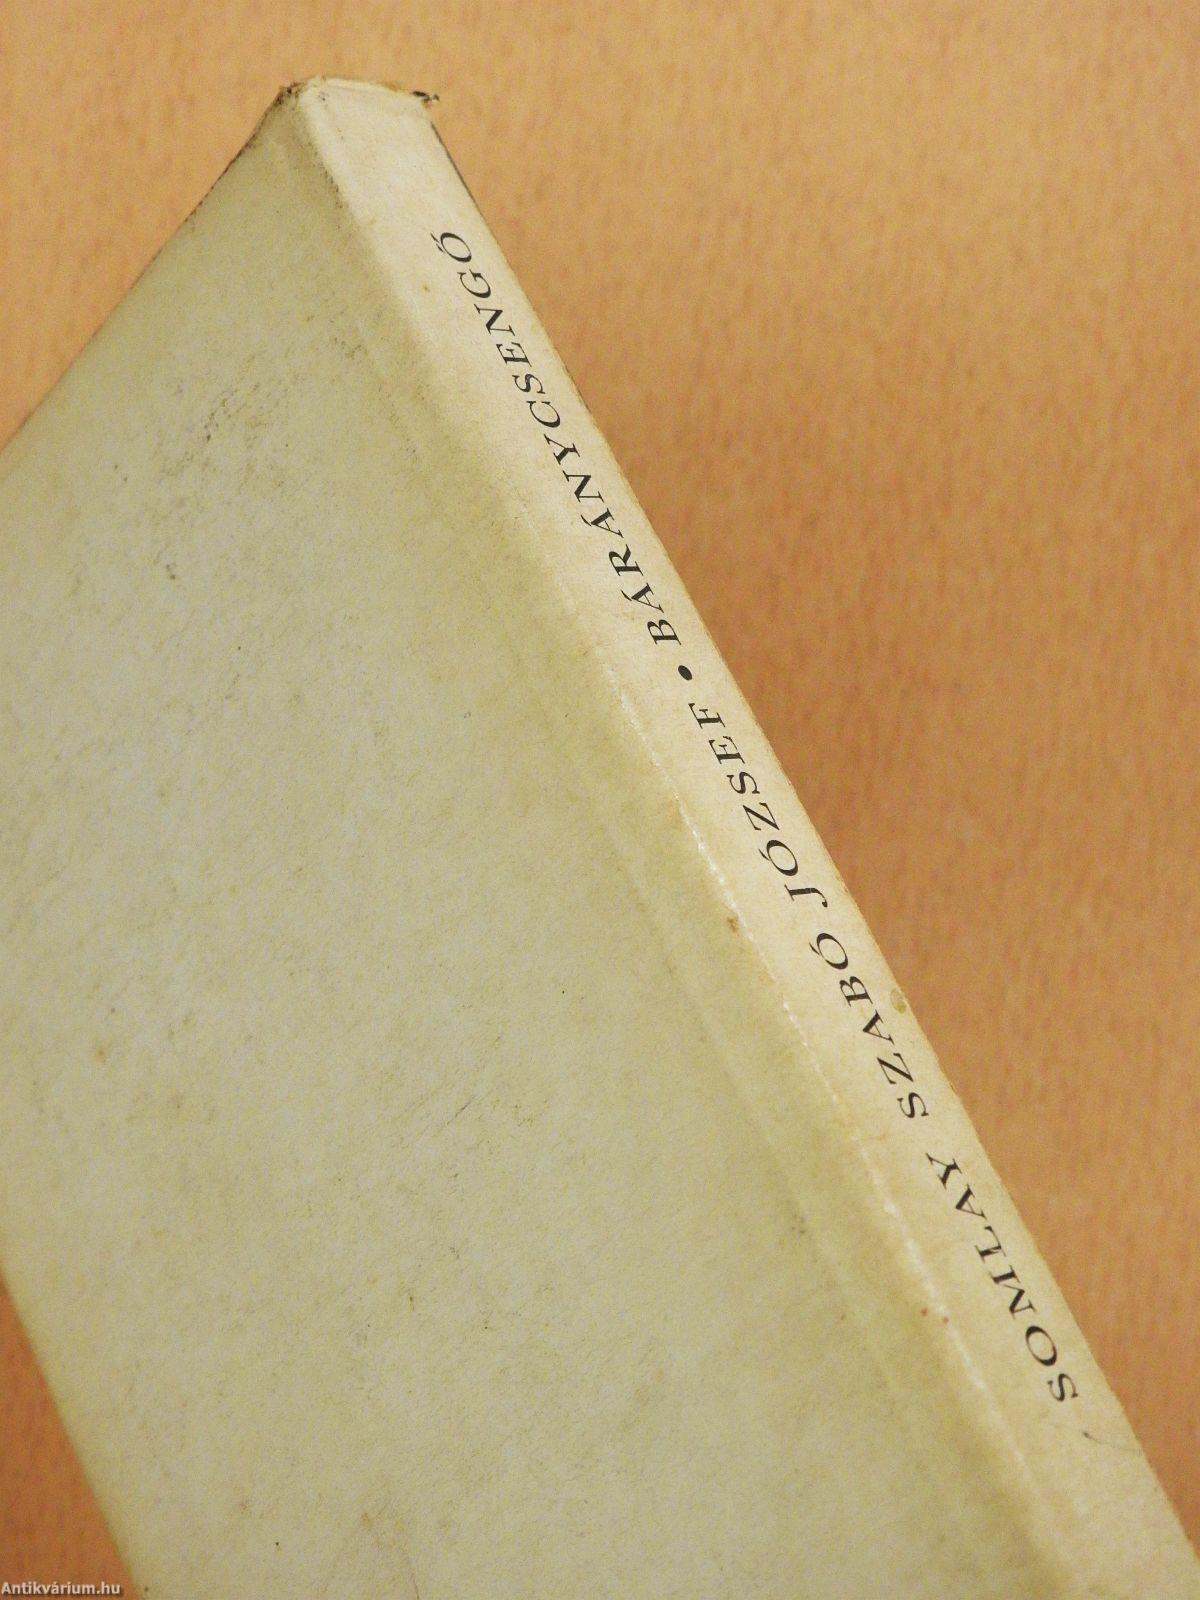 SOMLAY SZABÓ JÓZSEF • BÁRÁNYCSENGŐ
Antikvárium.hu